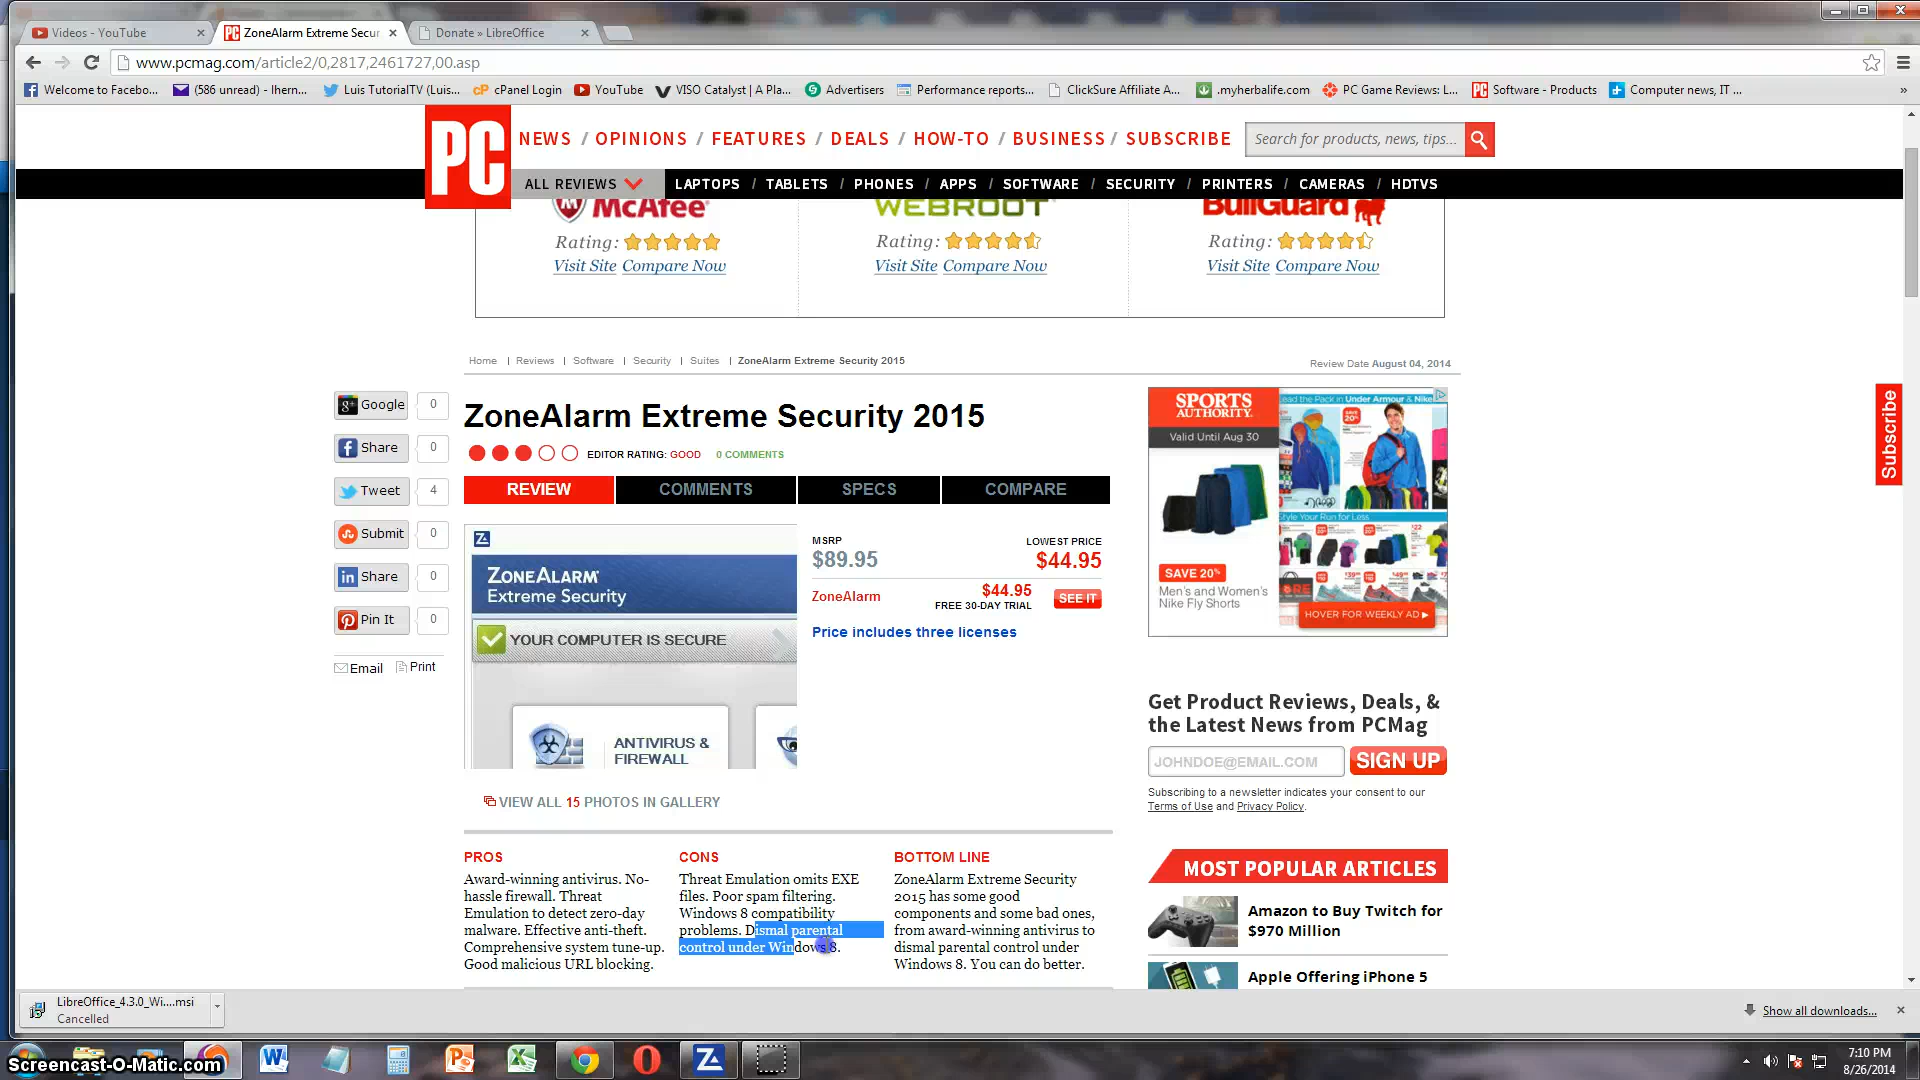 Videos - YouTube
ZoneAlarm Extreme Secur
Donate » LibreOffice
www.pcmag.com/article2/0,2817,2461727,00.asp
Welcome to Facebo...
(586 unread) - lhern...
Luis TutorialTV (Luis...
cPanel Login
YouTube
VISO Catalyst | A Pla...
Advertisers
Performance reports...
ClickSure Affiliate A...
.myherbalife.com
PC Game Reviews: L...
Software - Products
Computer news, IT ...
»
PC
NEWS / OPINIONS / FEATURES / DEALS / HOW-TO / BUSINESS / SUBSCRIBE
Search for products, news, tips...
ALL REVIEWS
LAPTOPS / TABLETS / PHONES / APPS / SOFTWARE / SECURITY / PRINTERS / CAMERAS / HDTVS
McAfee
WEBROOT
BullGuard
Rating:
Rating:
Rating:
Visit Site Compare Now
Visit Site Compare Now
Visit Site Compare Now
Home | Reviews | Software | Security | Suites | ZoneAlarm Extreme Security 2015
Review Date August 04, 2014
Google 0
Share 0
Tweet 4
Submit 0
Share 0
Pin It 0
Email Print
ZoneAlarm Extreme Security 2015
EDITOR RATING: GOOD 0 COMMENTS
REVIEW COMMENTS SPECS COMPARE
ZONEALARM
Extreme Security
YOUR COMPUTER IS SECURE
ANTIVIRUS &
FIREWALL
MSRP
$89.95
LOWEST PRICE
$44.95
ZoneAlarm
$44.95
FREE 30-DAY TRIAL
SEE IT
Price includes three licenses
VIEW ALL 15 PHOTOS IN GALLERY
PROS
Award-winning antivirus. No-
hassle firewall. Threat
Emulation to detect zero-day
malware. Effective anti-theft.
Comprehensive system tune-up.
Good malicious URL blocking.
CONS
Threat Emulation omits EXE
files. Poor spam filtering.
Windows 8 compatibility
problems. Dismal parental
control under Windows 8.
BOTTOM LINE
ZoneAlarm Extreme Security
2015 has some good
components and some bad ones,
from award-winning antivirus to
dismal parental control under
Windows 8. You can do better.
SPORTS
AUTHORITY.
Valid Until Aug 30
SAVE 20%
Men's and Women's
Nike Fly Shorts
Lead the Pack in Under Armour & Nike
Style Your Run for Less
HOVER FOR WEEKLY AD
Subscribe
Get Product Reviews, Deals, &
the Latest News from PCMag
JOHNDOE@EMAIL.COM
SIGN UP
Subscribing to a newsletter indicates your consent to our
Terms of Use and Privacy Policy.
MOST POPULAR ARTICLES
Amazon to Buy Twitch for
$970 Million
Apple Offering iPhone 5
LibreOffice_4.3.0_Wi....msi
Cancelled
Show all downloads...
Screencast-O-Matic.com
7:10 PM
8/26/2014